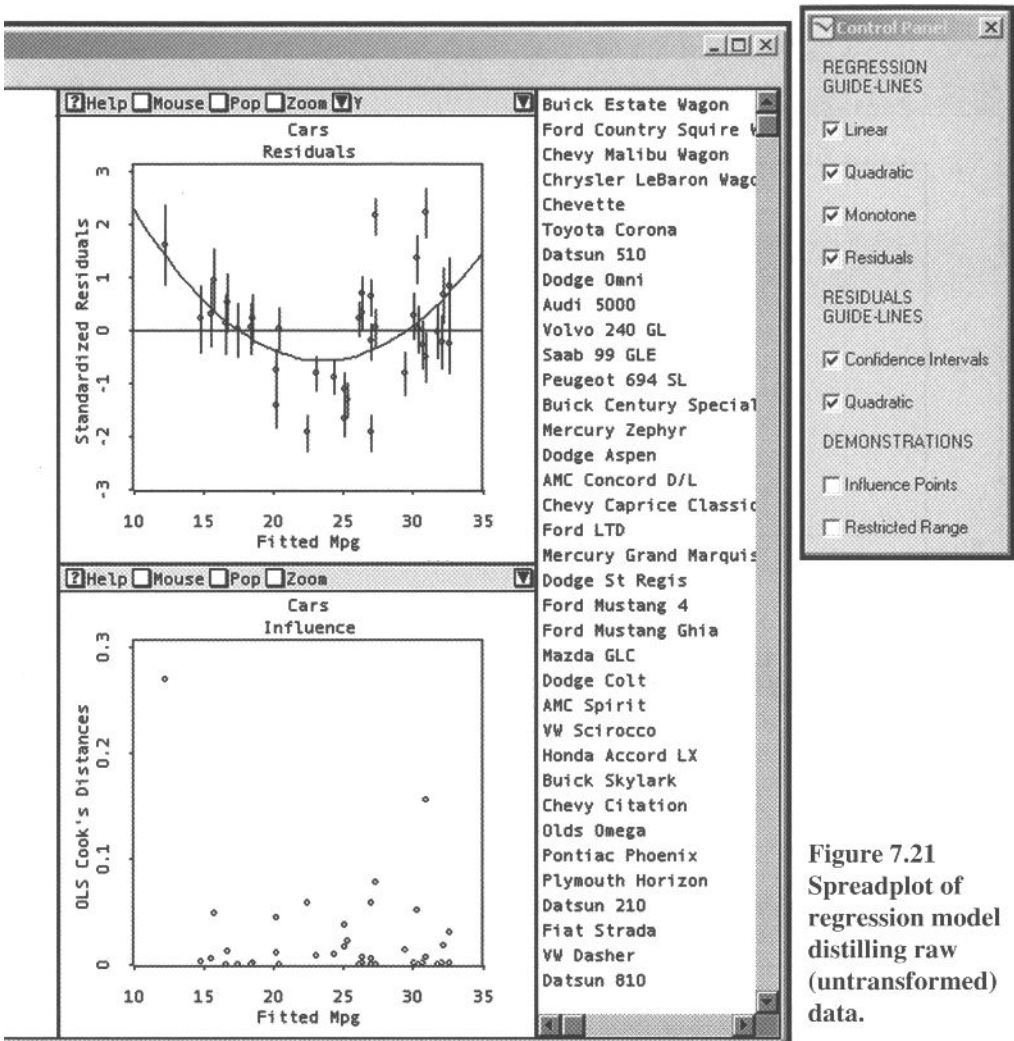 ?Help Mouse Pop Zoom Y
Cars
Residuals
Standardized Residuals
3
2
1
0
-1
-2
-3
10 15 20 25 30 35
Fitted Mpg
?Help Mouse Pop Zoom
Cars
Influence
OLS Cook's Distances
0.3
0.2
0.1
0
10 15 20 25 30 35
Fitted Mpg
Buick Estate Wagon
Ford Country Squire W
Chevy Malibu Wagon
Chrysler LeBaron Wago
Chevette
Toyota Corona
Datsun 510
Dodge Omni
Audi 5000
Volvo 240 GL
Saab 99 GLE
Peugeot 694 SL
Buick Century Special
Mercury Zephyr
Dodge Aspen
AMC Concord D/L
Chevy Caprice Classic
Ford LTD
Mercury Grand Marquis
Dodge St Regis
Ford Mustang 4
Ford Mustang Ghia
Mazda GLC
Dodge Colt
AMC Spirit
VW Scirocco
Honda Accord LX
Buick Skylark
Chevy Citation
Olds Omega
Pontiac Phoenix
Plymouth Horizon
Datsun 210
Fiat Strada
VW Dasher
Datsun 810
Control Panel
REGRESSION
GUIDE-LINES
Linear
Quadratic
Monotone
Residuals
RESIDUALS
GUIDE-LINES
Confidence Intervals
Quadratic
DEMONSTRATIONS
Influence Points
Restricted Range
Figure 7.21
Spreadplot of
regression model
distilling raw
(untransformed)
data.